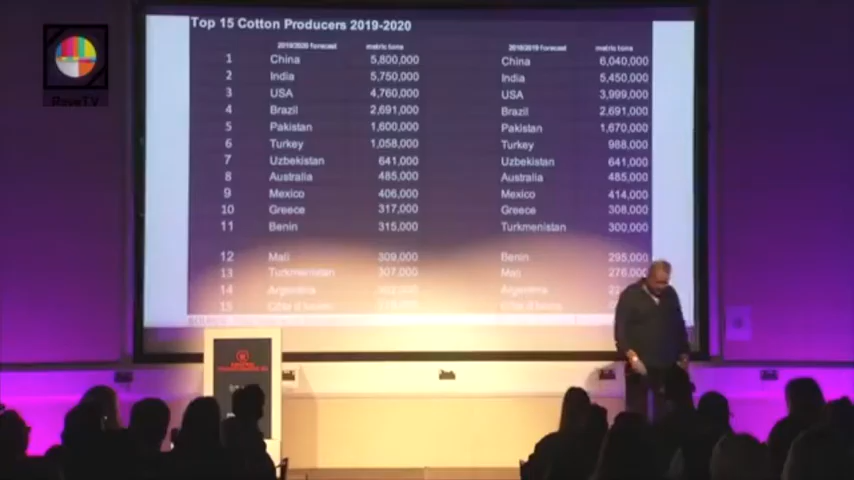 Top 15 Cotton Producers 2019-2020
2019/2020 forecast metric tons 2018/2019 forecast metric tons
1 China 5,800,000 China 6,040,000
2 India 5,750,000 India 5,450,000
3 USA 4,760,000 USA 3,999,000
4 Brazil 2,691,000 Brazil 2,691,000
5 Pakistan 1,600,000 Pakistan 1,670,000
6 Turkey 1,058,000 Turkey 988,000
7 Uzbekistan 641,000 Uzbekistan 641,000
8 Australia 485,000 Australia 485,000
9 Mexico 406,000 Mexico 414,000
10 Greece 317,000 Greece 308,000
11 Benin 315,000 Turkmenistan 300,000
12 Mali 309,000 Benin 295,000
13 Turkmenistan 307,000 Mali 276,000
14 Argentina Argentina
15 Côte d'Ivoire